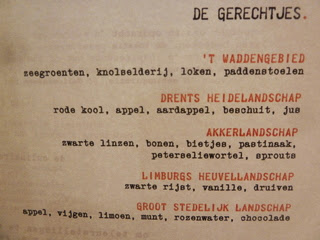 DE GERECHTJES.
'T WADDENGEBIED
zeegroenten, knolselderij, loken, paddenstoelen
DRENTS HEIDELANDSCHAP
rode kool, appel, aardappel, beschuit, jus
AKKERLANDSCHAP
zwarte linzen, bonen, bietjes, pastinaak,
peterseliewortel, sprouts
LIMBURGS HEUVELLANDSCHAP
zwarte rijst, vanille, druiven
GROOT STEDELIJK LANDSCHAP
appel, vijgen, limoen, munt, rozenwater, chocolade